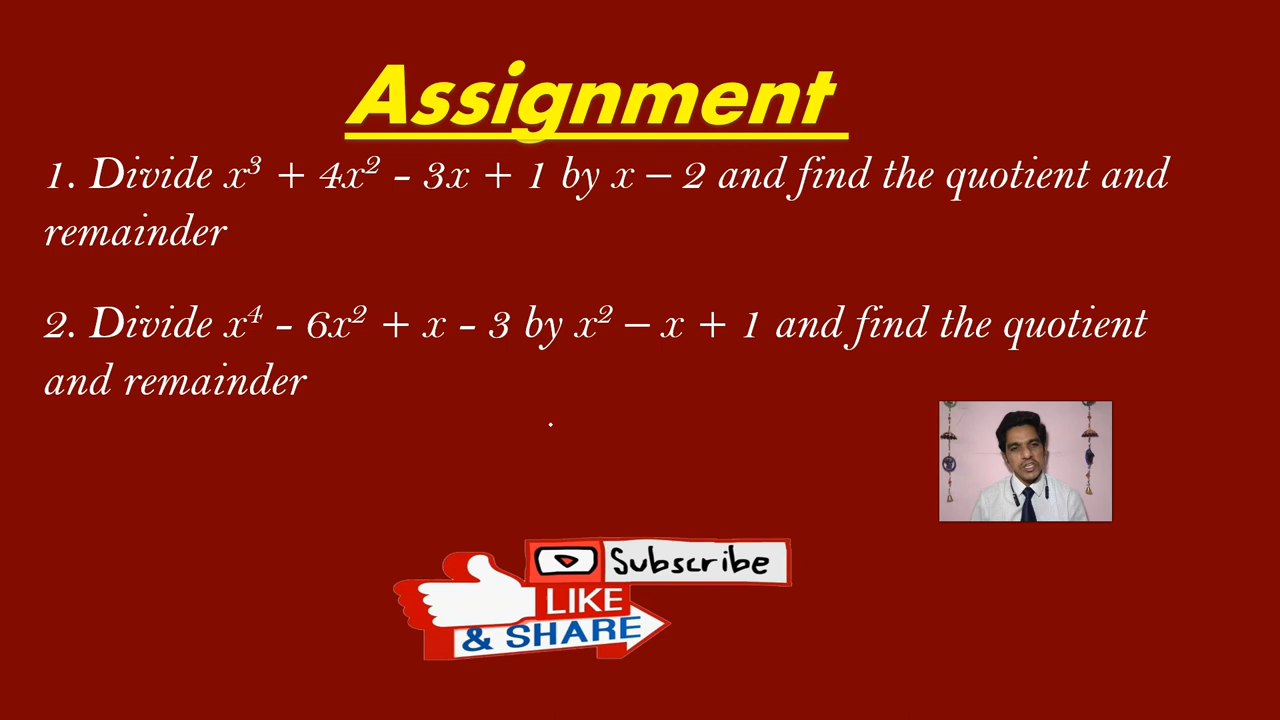 Assignment
1. Divide x³ + 4x² - 3x + 1 by x – 2 and find the quotient and
remainder
2. Divide x⁴ - 6x² + x - 3 by x² – x + 1 and find the quotient
and remainder
Subscribe
LIKE
& SHARE